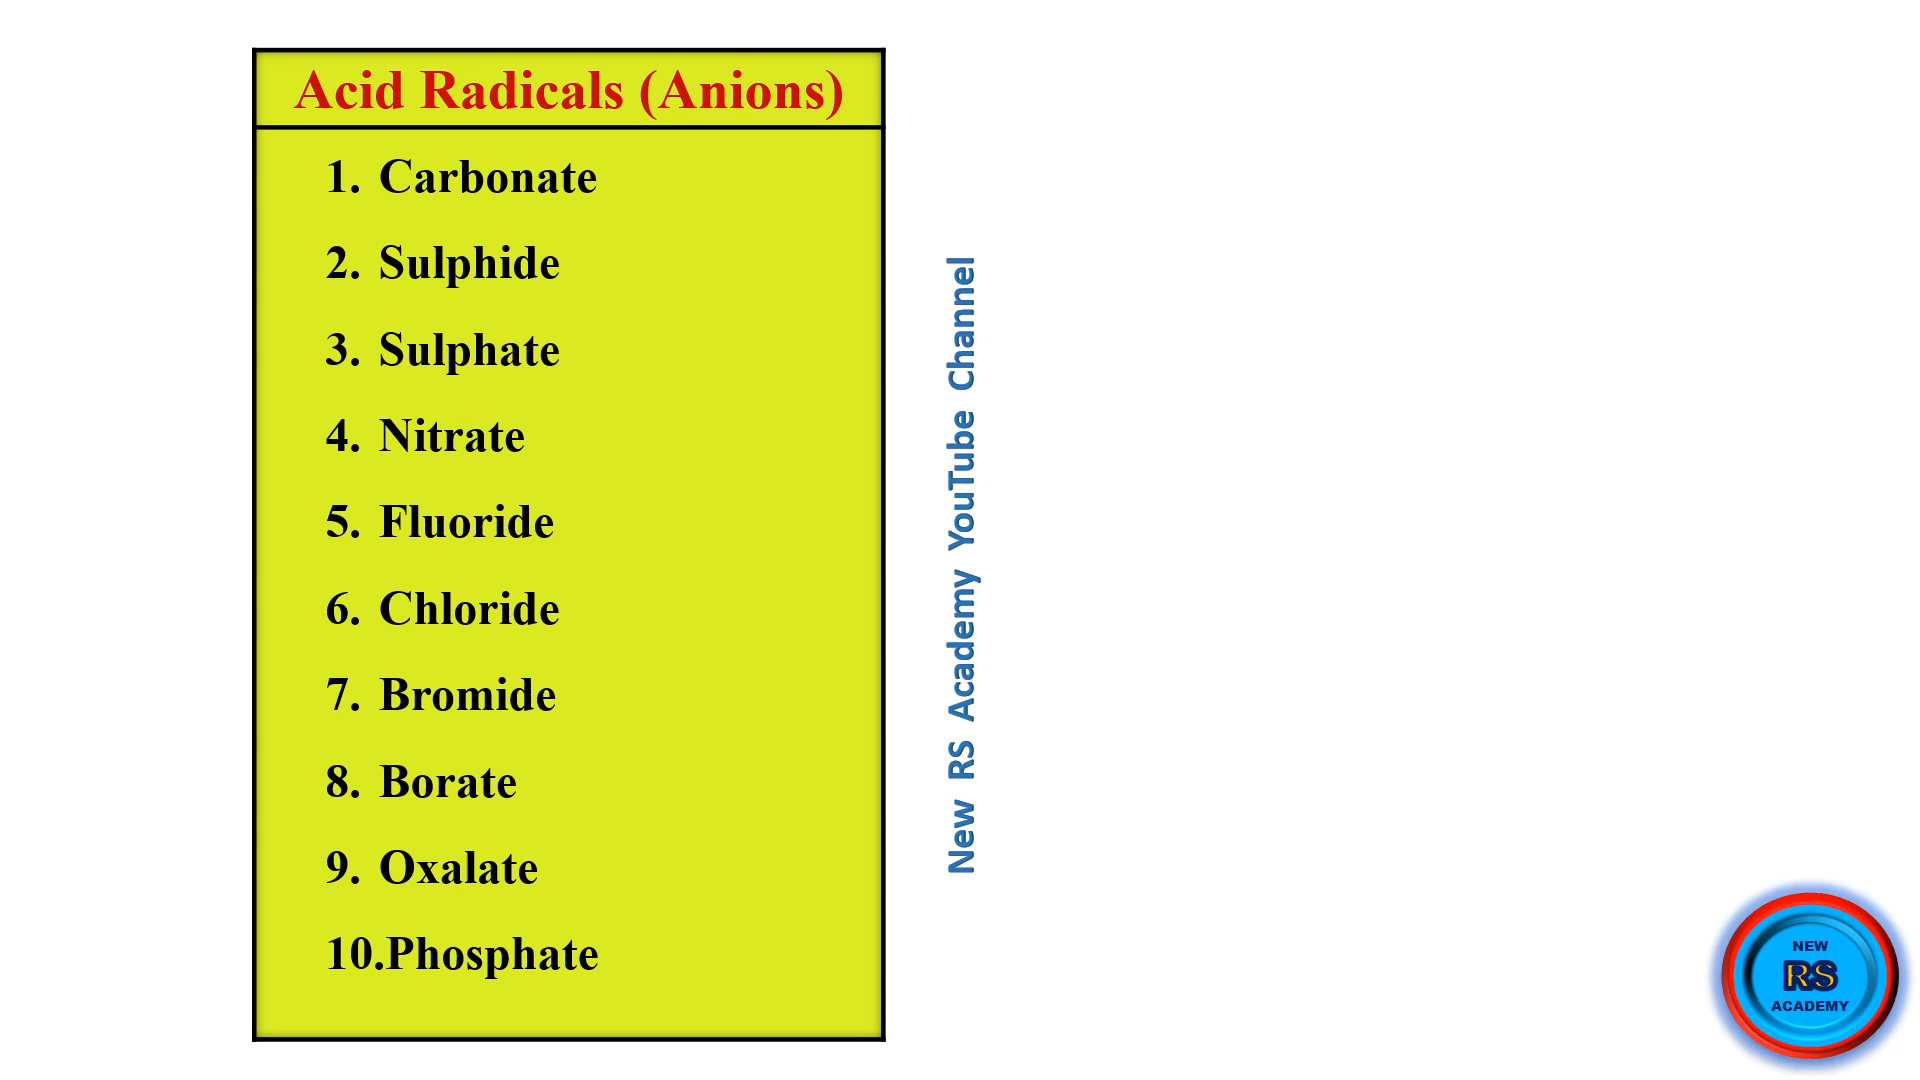 Acid Radicals (Anions)
1. Carbonate
2. Sulphide
3. Sulphate
4. Nitrate
5. Fluoride
6. Chloride
7. Bromide
8. Borate
9. Oxalate
10.Phosphate
New RS Academy YouTube Channel
NEW
RS
ACADEMY